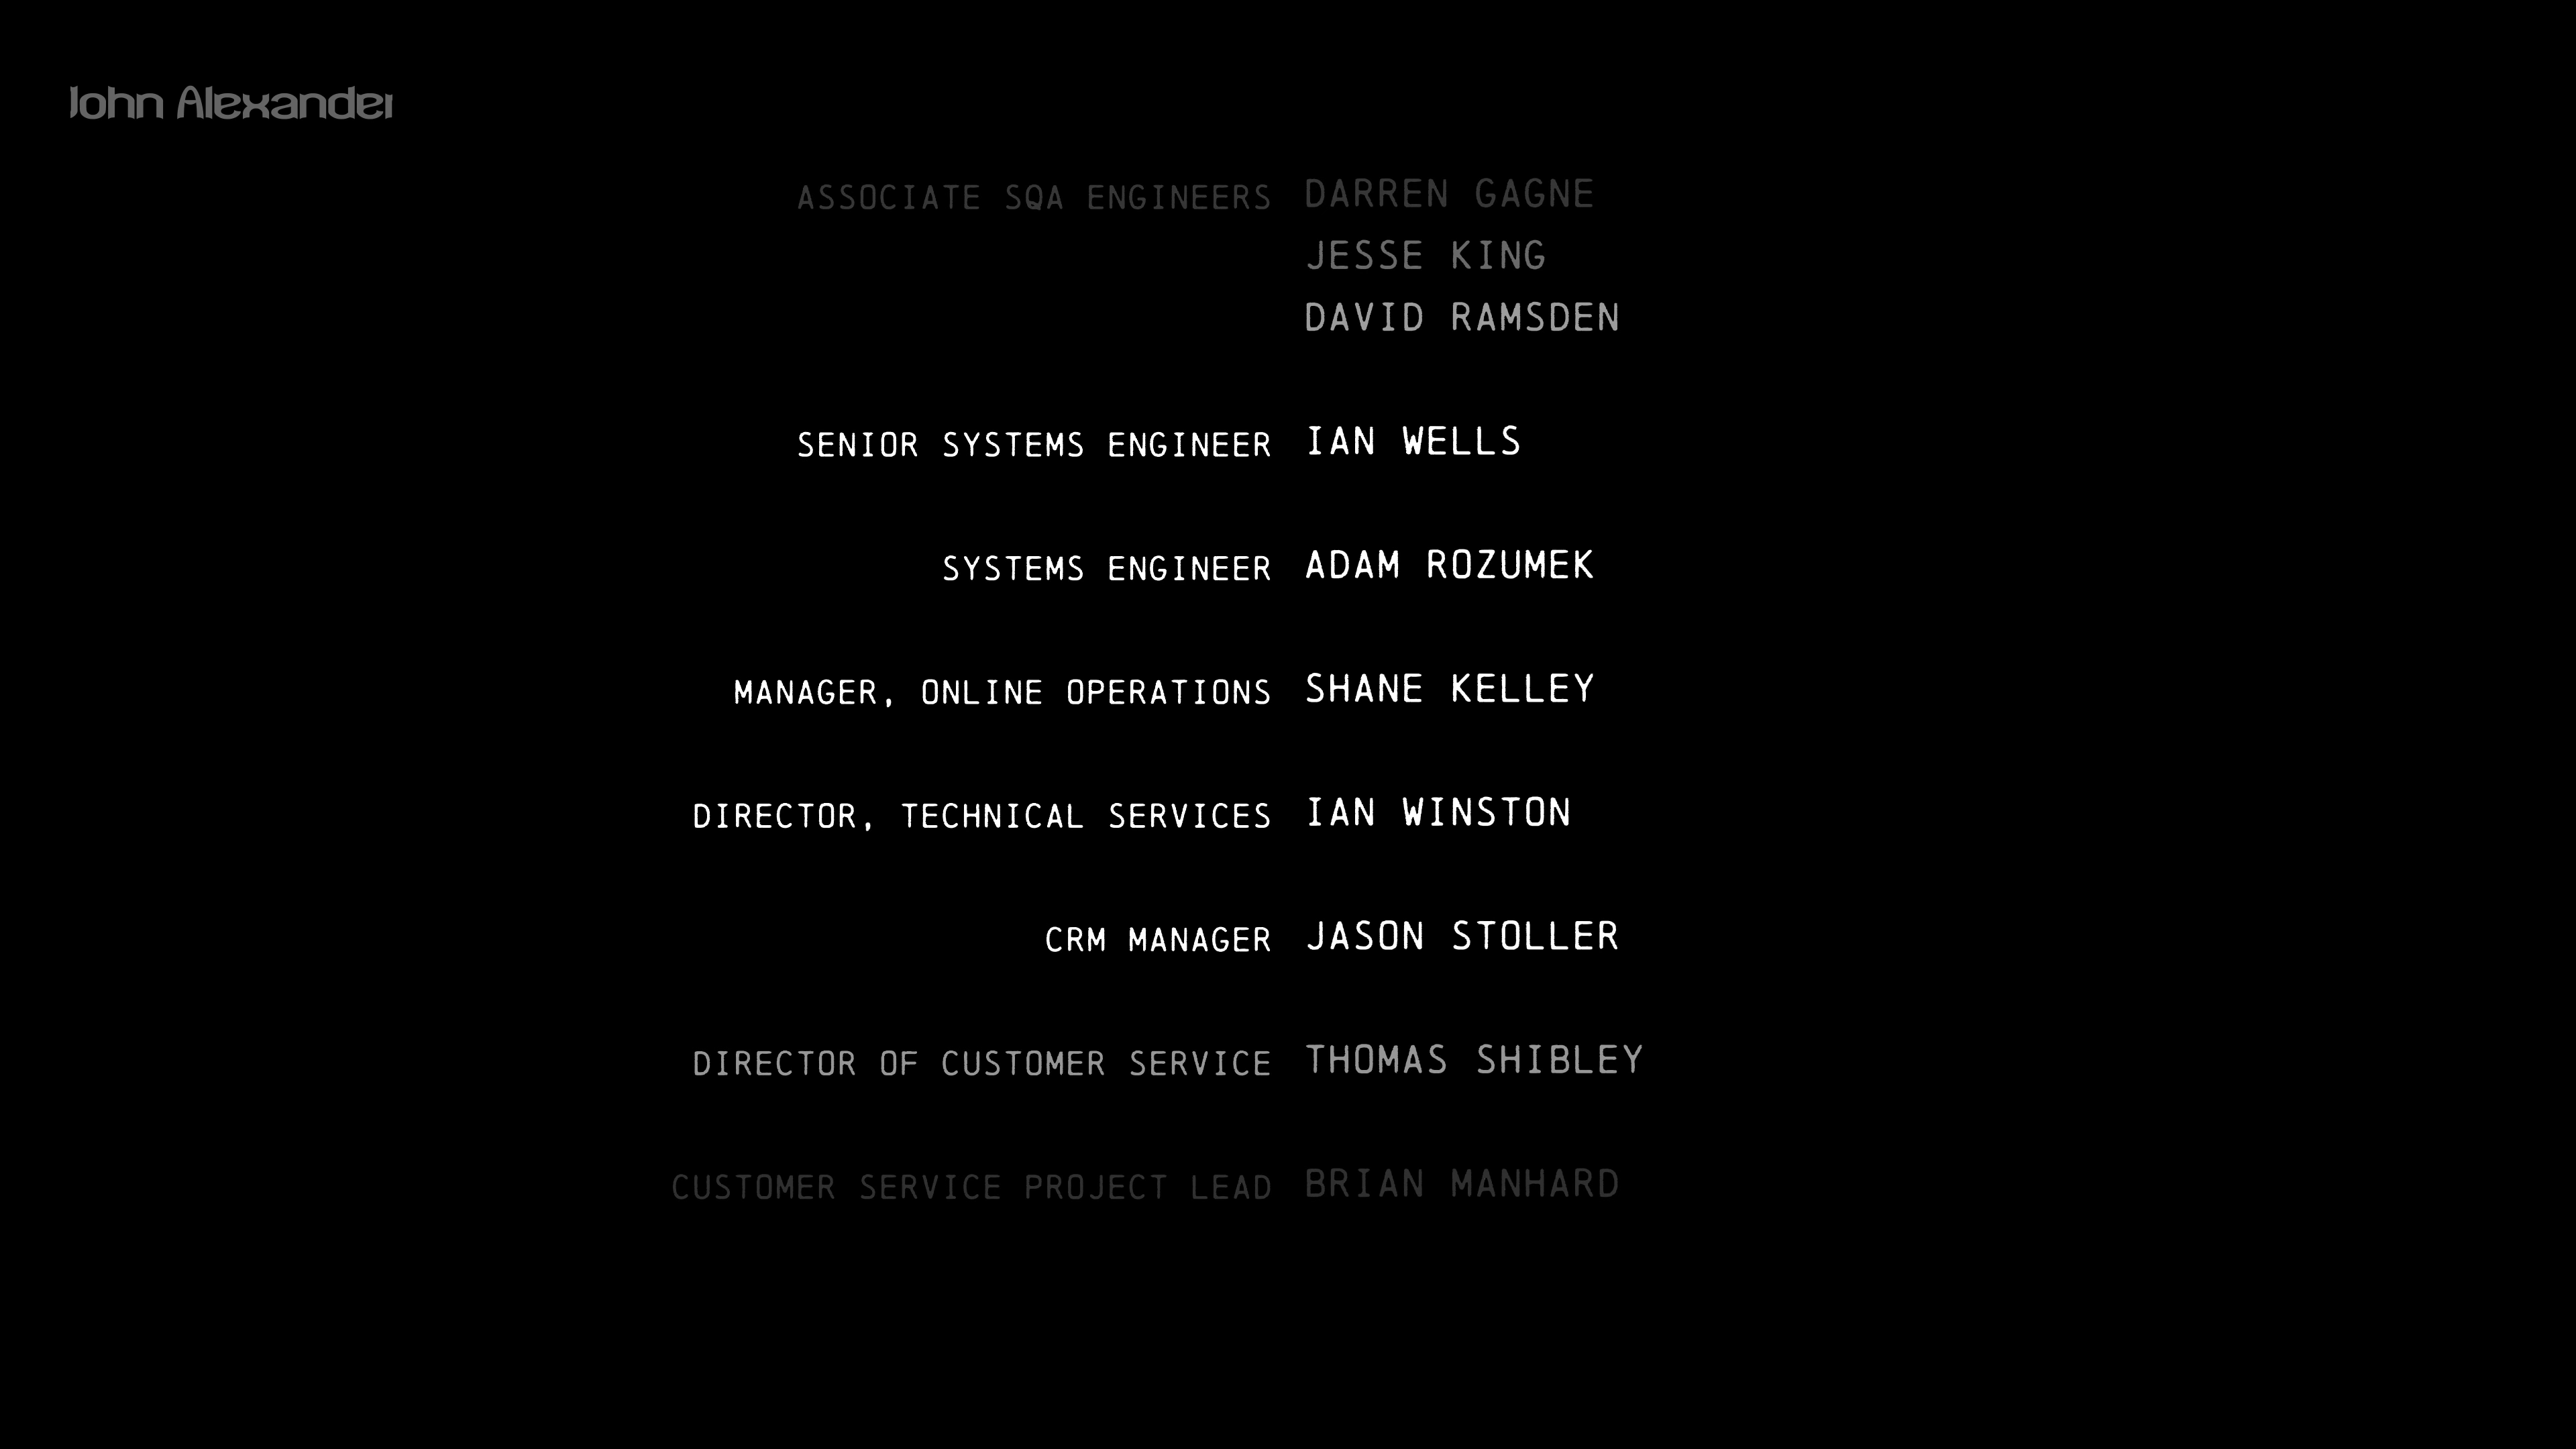 John Alexander
ASSOCIATE SQA ENGINEERS DARREN GAGNE
JESSE KING
DAVID RAMSDEN
SENIOR SYSTEMS ENGINEER IAN WELLS
SYSTEMS ENGINEER ADAM ROZUMEK
MANAGER, ONLINE OPERATIONS SHANE KELLEY
DIRECTOR, TECHNICAL SERVICES IAN WINSTON
CRM MANAGER JASON STOLLER
DIRECTOR OF CUSTOMER SERVICE THOMAS SHIBLEY
CUSTOMER SERVICE PROJECT LEAD BRIAN MANHARD